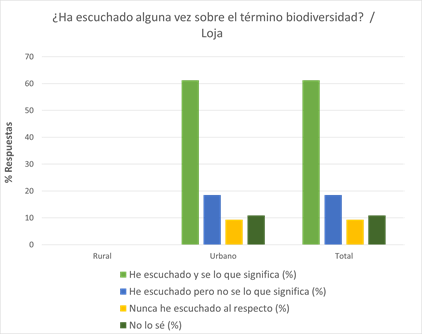 ¿Ha escuchado alguna vez sobre el término biodiversidad? /
Loja
% Respuestas
70
60
50
40
30
20
10
0
Rural
Urbano
Total
He escuchado y se lo que significa (%)
He escuchado pero no se lo que significa (%)
Nunca he escuchado al respecto (%)
No lo sé (%)